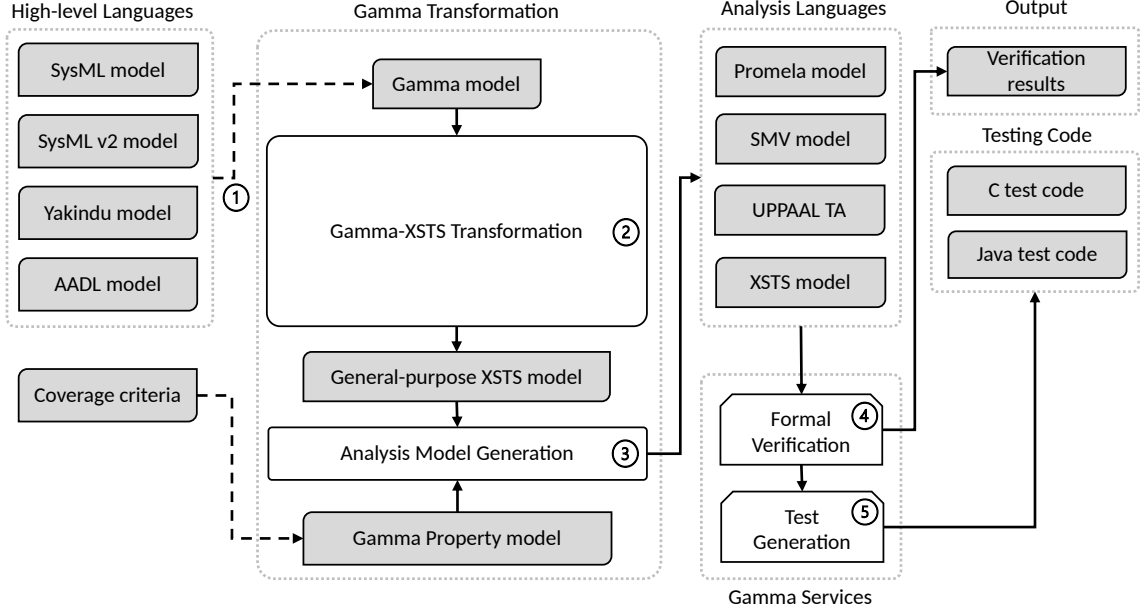 High-level Languages
SysML model
SysML v2 model
Yakindu model
AADL model
Coverage criteria
1
Gamma Transformation
Gamma model
Gamma-XSTS Transformation
2
General-purpose XSTS model
Analysis Model Generation
3
Gamma Property model
Analysis Languages
Promela model
SMV model
UPPAAL TA
XSTS model
Formal
Verification
4
Test
Generation
5
Gamma Services
Output
Verification
results
Testing Code
C test code
Java test code